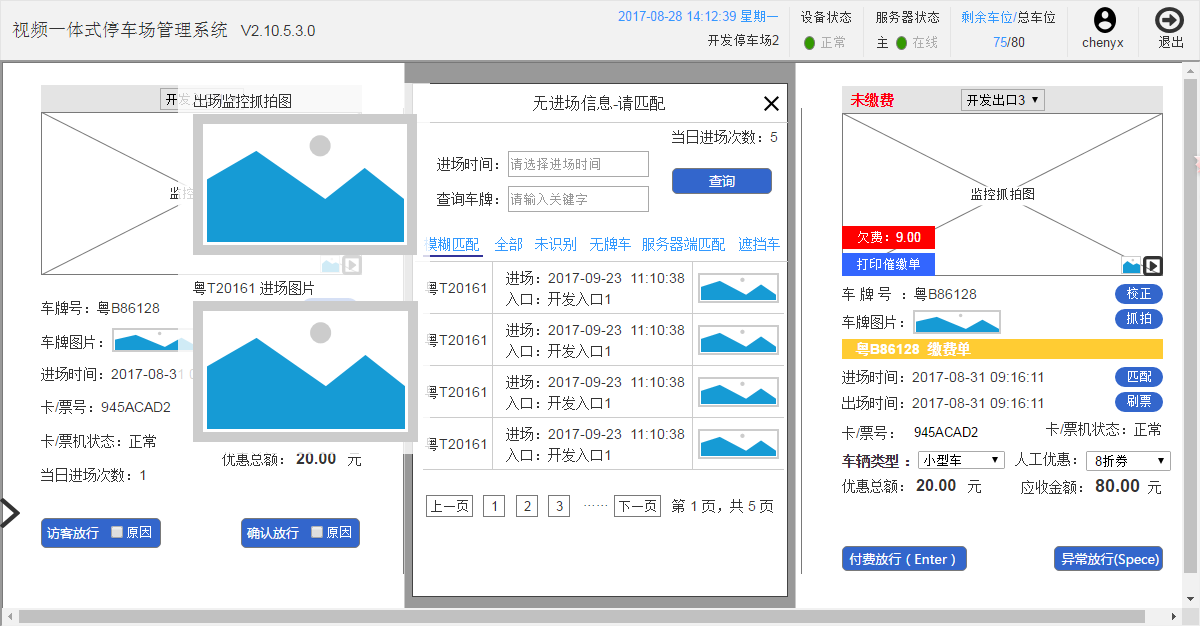 视频一体式停车场管理系统 V2.10.5.3.0
2017-08-28 14:12:39 星期一
开发停车场2
设备状态
正常
服务器状态
主 在线
剩余车位/总车位
75/80
chenyx
退出
开发
出场监控抓拍图
监控
粤T20161 进场图片
车牌号：粤B86128
车牌图片：
进场时间：2017-08-31 0
卡/票号：945ACAD2
卡/票机状态：正常
当日进场次数：1
优惠总额： 20.00 元
访客放行 原因
确认放行 原因
无进场信息-请匹配
当日进场次数：5
进场时间： 请选择进场时间
查询车牌： 请输入关键字
查询
模糊匹配 全部 未识别 无牌车 服务器端匹配 遮挡车
粤T20161 进场：2017-09-23 11:10:38
入口：开发入口1
粤T20161 进场：2017-09-23 11:10:38
入口：开发入口1
粤T20161 进场：2017-09-23 11:10:38
入口：开发入口1
粤T20161 进场：2017-09-23 11:10:38
入口：开发入口1
上一页 1 2 3 …… 下一页 第 1 页，共 5 页
未缴费 开发出口3
监控抓拍图
欠费：9.00
打印催缴单
车 牌 号 ：粤B86128 校正
车牌图片： 抓拍
粤B86128 缴费单
进场时间：2017-08-31 09:16:11 匹配
出场时间：2017-08-31 09:16:11 刷票
卡/票号： 945ACAD2 卡/票机状态：正常
车辆类型： 小型车 人工优惠： 8折券
优惠总额： 20.00 元 应收金额： 80.00 元
付费放行（Enter） 异常放行(Spece)